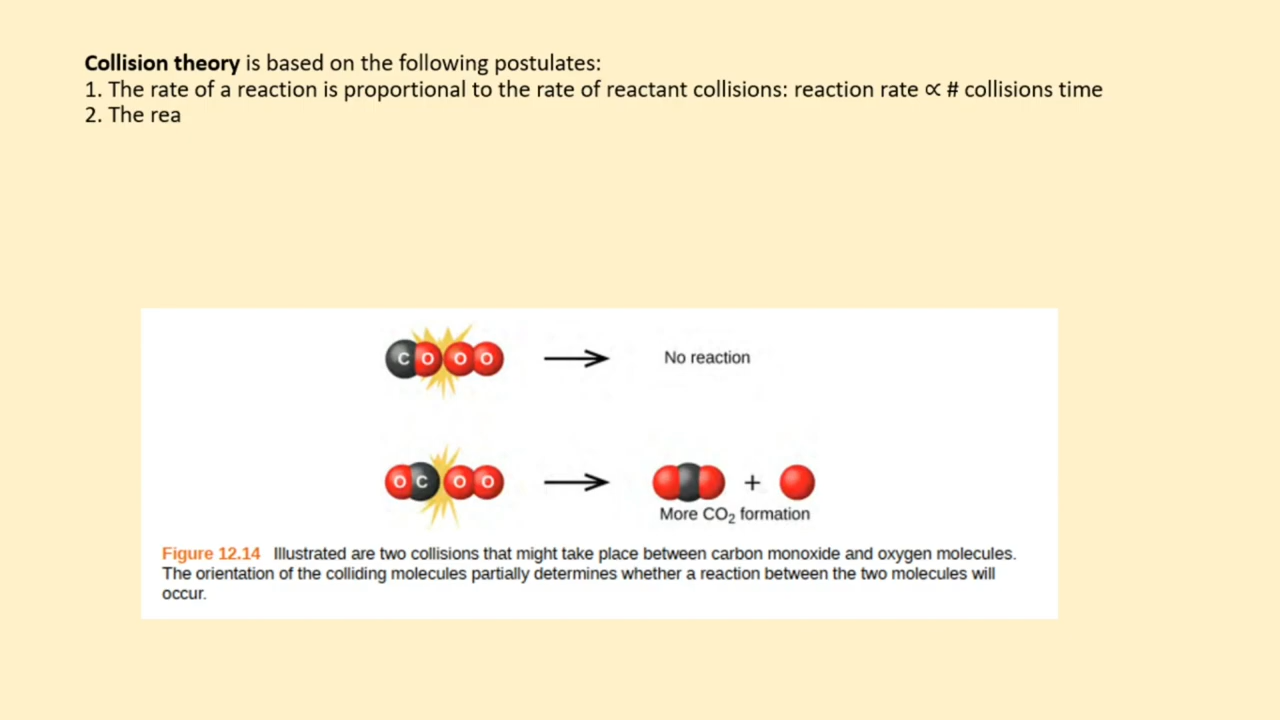 Collision theory is based on the following postulates:
1. The rate of a reaction is proportional to the rate of reactant collisions: reaction rate ∝ # collisions time
2. The rea
C O O O
No reaction
O C O O
+
More CO₂ formation
Figure 12.14 Illustrated are two collisions that might take place between carbon monoxide and oxygen molecules.
The orientation of the colliding molecules partially determines whether a reaction between the two molecules will
occur.